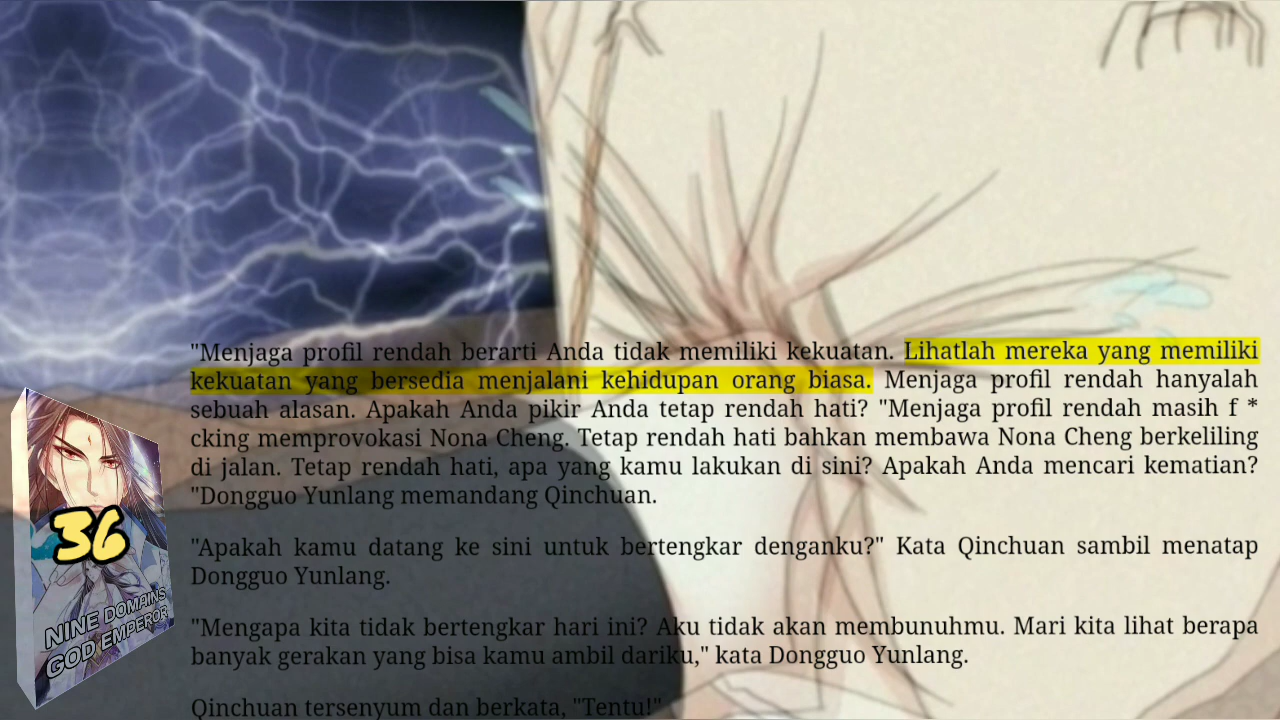 "Menjaga profil rendah berarti Anda tidak memiliki kekuatan. Lihatlah mereka yang memiliki
kekuatan yang bersedia menjalani kehidupan orang biasa. Menjaga profil rendah hanyalah
sebuah alasan. Apakah Anda pikir Anda tetap rendah hati? "Menjaga profil rendah masih f *
cking memprovokasi Nona Cheng. Tetap rendah hati bahkan membawa Nona Cheng berkeliling
di jalan. Tetap rendah hati, apa yang kamu lakukan di sini? Apakah Anda mencari kematian?
"Dongguo Yunlang memandang Qinchuan.
"Apakah kamu datang ke sini untuk bertengkar denganku?" Kata Qinchuan sambil menatap
Dongguo Yunlang.
"Mengapa kita tidak bertengkar hari ini? Aku tidak akan membunuhmu. Mari kita lihat berapa
banyak gerakan yang bisa kamu ambil dariku," kata Dongguo Yunlang.
Qinchuan tersenyum dan berkata, "Tentu!"
36
NINE DOMAINS
GOD EMPEROR